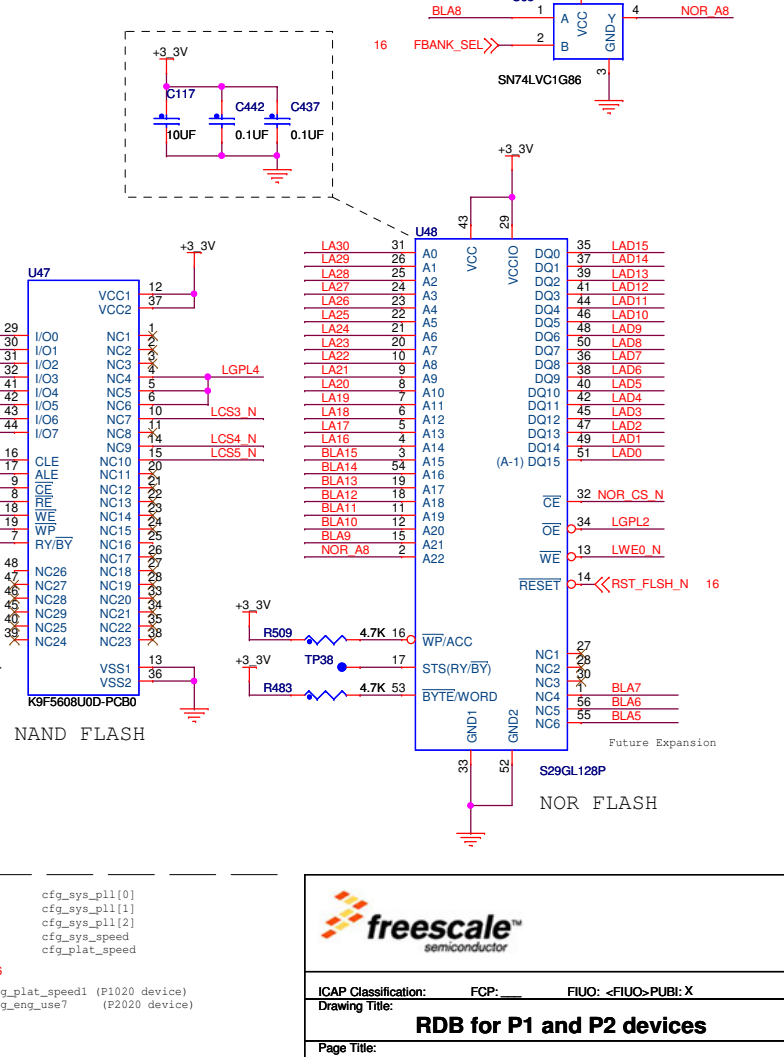 BLA8 1 A VCC Y 4 NOR_A8
16 FBANK_SEL 2 B GND
3
SN74LVC1G86
+3_3V
C117 C442 C437
10UF 0.1UF 0.1UF
+3_3V
43 29
U48
VCC VCCIO
LA30 31 A0 DQ0 35 LAD15
LA29 26 A1 DQ1 37 LAD14
LA28 25 A2 DQ2 39 LAD13
LA27 24 A3 DQ3 41 LAD12
LA26 23 A4 DQ4 44 LAD11
LA25 22 A5 DQ5 46 LAD10
LA24 21 A6 DQ6 48 LAD9
LA23 20 A7 DQ7 50 LAD8
LA22 10 A8 DQ8 36 LAD7
LA21 9 A9 DQ9 38 LAD6
LA20 8 A10 DQ10 40 LAD5
LA19 7 A11 DQ11 42 LAD4
LA18 6 A12 DQ12 45 LAD3
LA17 5 A13 DQ13 47 LAD2
LA16 4 A14 DQ14 49 LAD1
BLA15 3 A15 (A-1) DQ15 51 LAD0
BLA14 54 A16
BLA13 19 A17
BLA12 18 A18 CE 32 NOR_CS_N
BLA11 11 A19
BLA10 12 A20 OE 34 LGPL2
BLA9 15 A21
NOR_A8 2 A22 WE 13 LWE0_N
RESET 14 RST_FLSH_N 16
+3_3V
R509 4.7K 16 WP/ACC
NC1 27
+3_3V TP38 17 STS(RY/BY) NC2 28
NC3 30
R483 4.7K 53 BYTE/WORD NC4 1 BLA7
NC5 56 BLA6
NC6 55 BLA5
GND1 GND2
Future Expansion
33 52
S29GL128P
NOR FLASH
+3_3V
U47
VCC1 12
VCC2 37
29 I/O0 NC1 1
30 I/O1 NC2 2
31 I/O2 NC3 3
32 I/O3 NC4 4 LGPL4
41 I/O4 NC5 5
42 I/O5 NC6 6
43 I/O6 NC7 10 LCS3_N
44 I/O7 NC8 11
NC9 14 LCS4_N
16 CLE NC10 15 LCS5_N
17 ALE NC11 20
9 CE NC12 21
8 RE NC13 22
18 WE NC14 23
19 WP NC15 24
7 RY/BY NC16 25
NC17 26
48 NC26 NC18 27
47 NC27 NC19 28
46 NC28 NC20 33
45 NC29 NC21 34
40 NC25 NC22 35
39 NC24 NC23 38
VSS1 13
VSS2 36
K9F5608U0D-PCB0
NAND FLASH
cfg_sys_pll[0]
cfg_sys_pll[1]
cfg_sys_pll[2]
cfg_sys_speed
cfg_plat_speed
g_plat_speed1 (P1020 device)
g_eng_use7 (P2020 device)
freescale™
semiconductor
ICAP Classification: FCP: ___ FIUO: <FIUO>PUBI: X
Drawing Title:
RDB for P1 and P2 devices
Page Title: